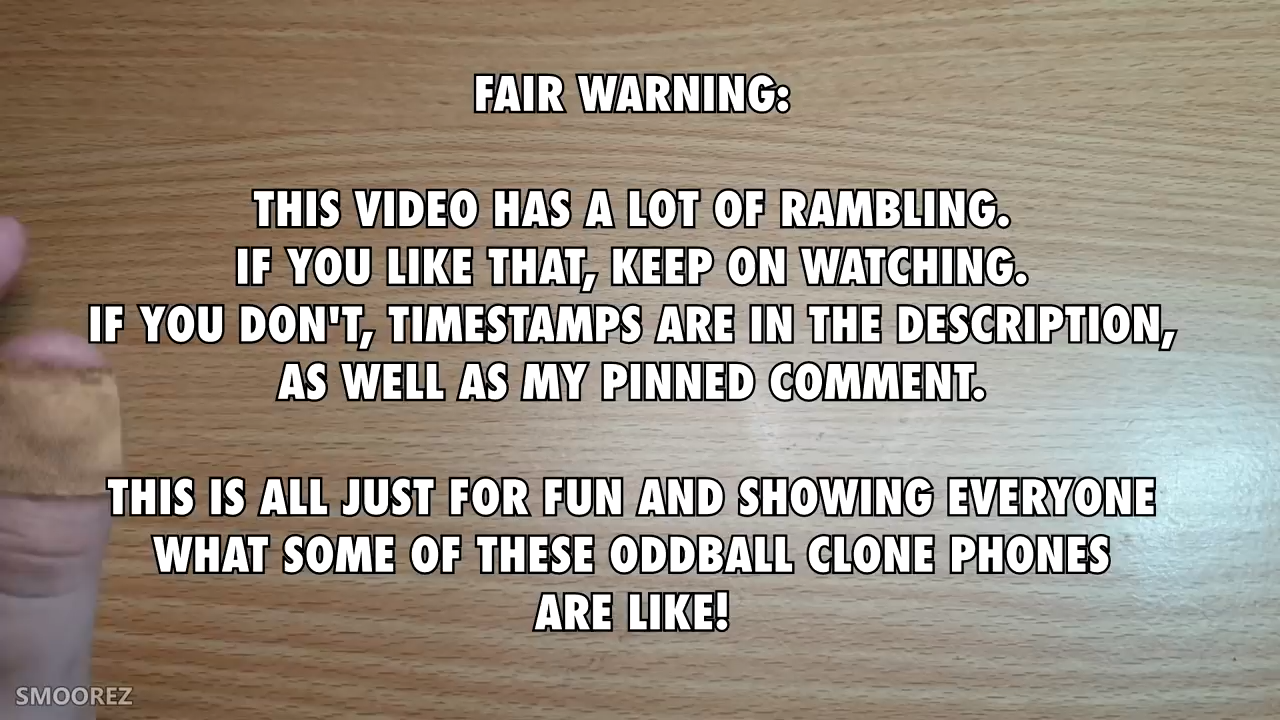 FAIR WARNING:
THIS VIDEO HAS A LOT OF RAMBLING.
IF YOU LIKE THAT, KEEP ON WATCHING.
IF YOU DON'T, TIMESTAMPS ARE IN THE DESCRIPTION,
AS WELL AS MY PINNED COMMENT.
THIS IS ALL JUST FOR FUN AND SHOWING EVERYONE
WHAT SOME OF THESE ODDBALL CLONE PHONES
ARE LIKE!
SMOOREZ